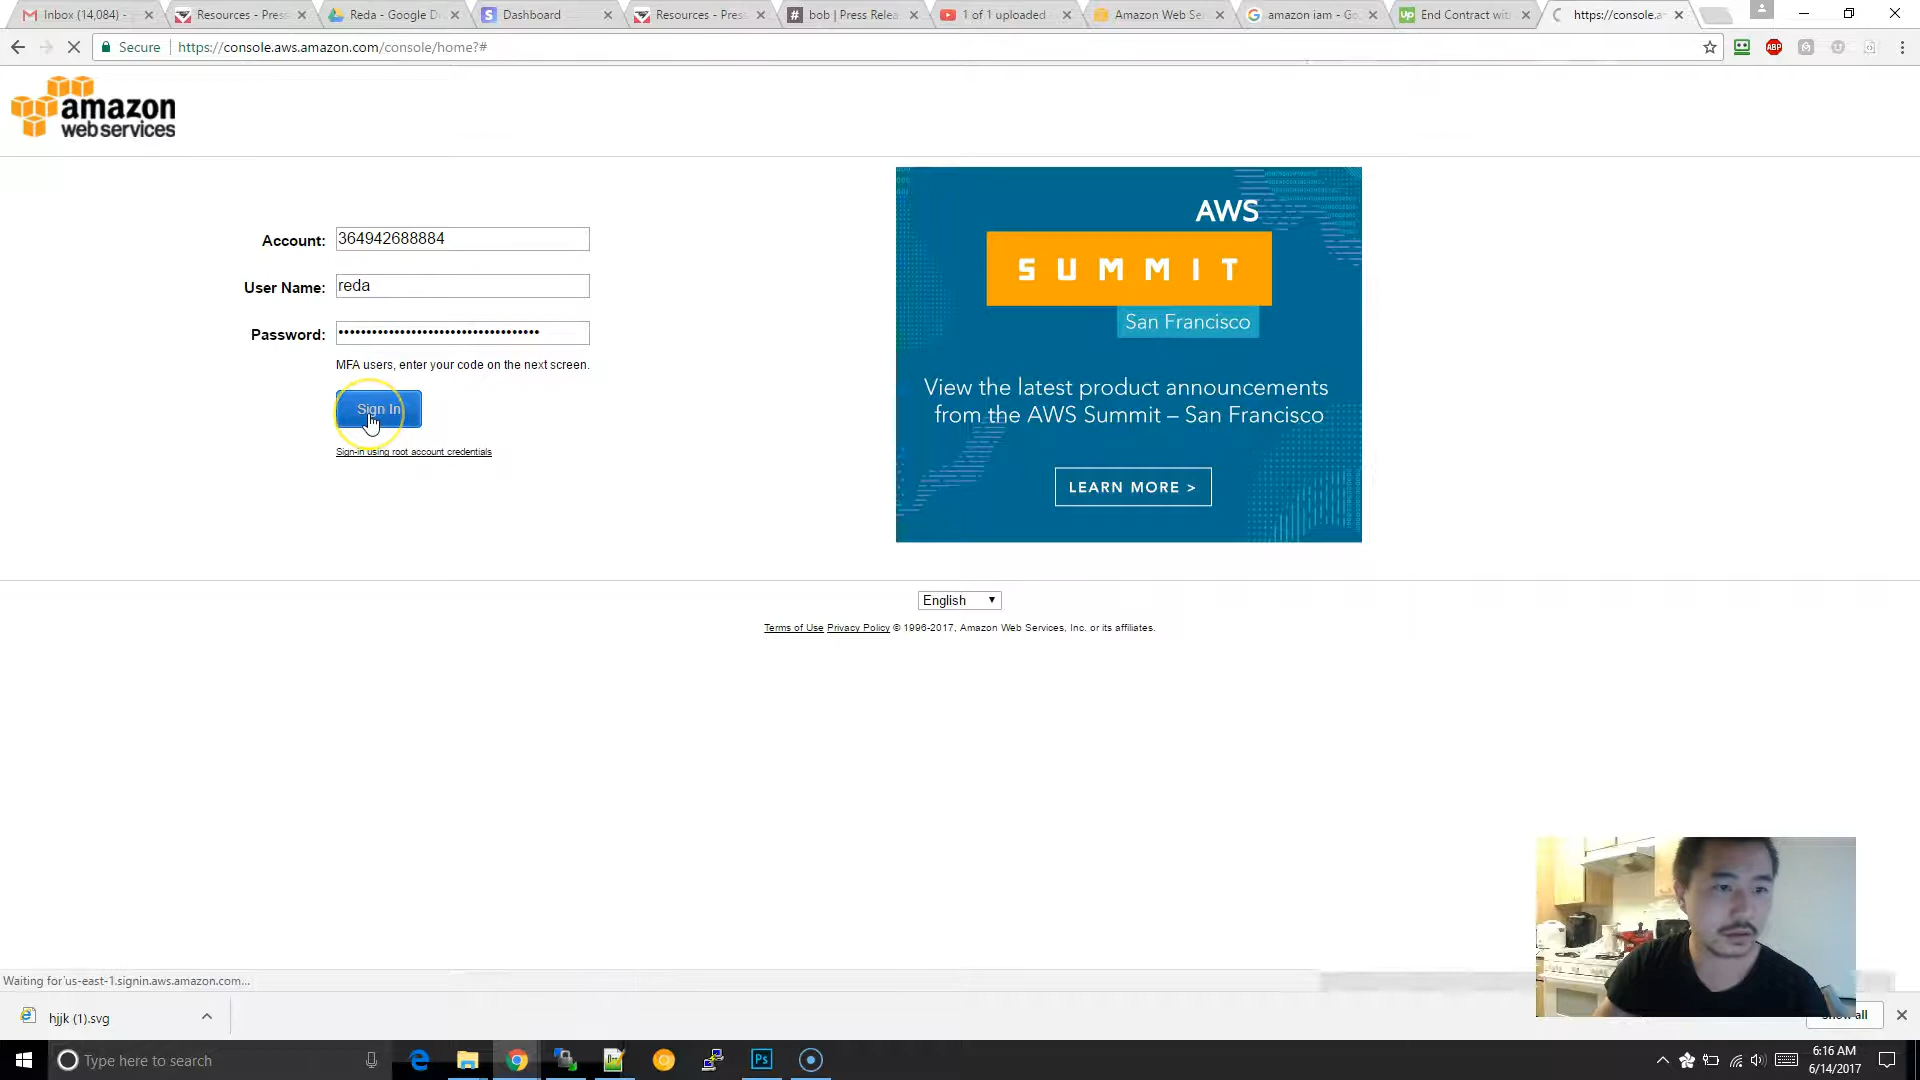 Inbox (14,084) -
Resources - Pres
Reda - Google D
Dashboard
Resources - Pres
bob | Press Relea
1 of 1 uploaded
Amazon Web Se
amazon iam - Go
End Contract wit
https://console.a
Secure
https://console.aws.amazon.com/console/home?#
ABP
amazon
web services
Account:
364942688884
User Name:
reda
Password:
MFA users, enter your code on the next screen.
Sign In
Sign-in using root account credentials
AWS
SUMMIT
San Francisco
View the latest product announcements
from the AWS Summit – San Francisco
LEARN MORE >
English
Terms of Use Privacy Policy © 1996-2017, Amazon Web Services, Inc. or its affiliates.
Waiting for us-east-1.signin.aws.amazon.com...
hjjk (1).svg
Show all
Type here to search
Ps
6:16 AM
6/14/2017